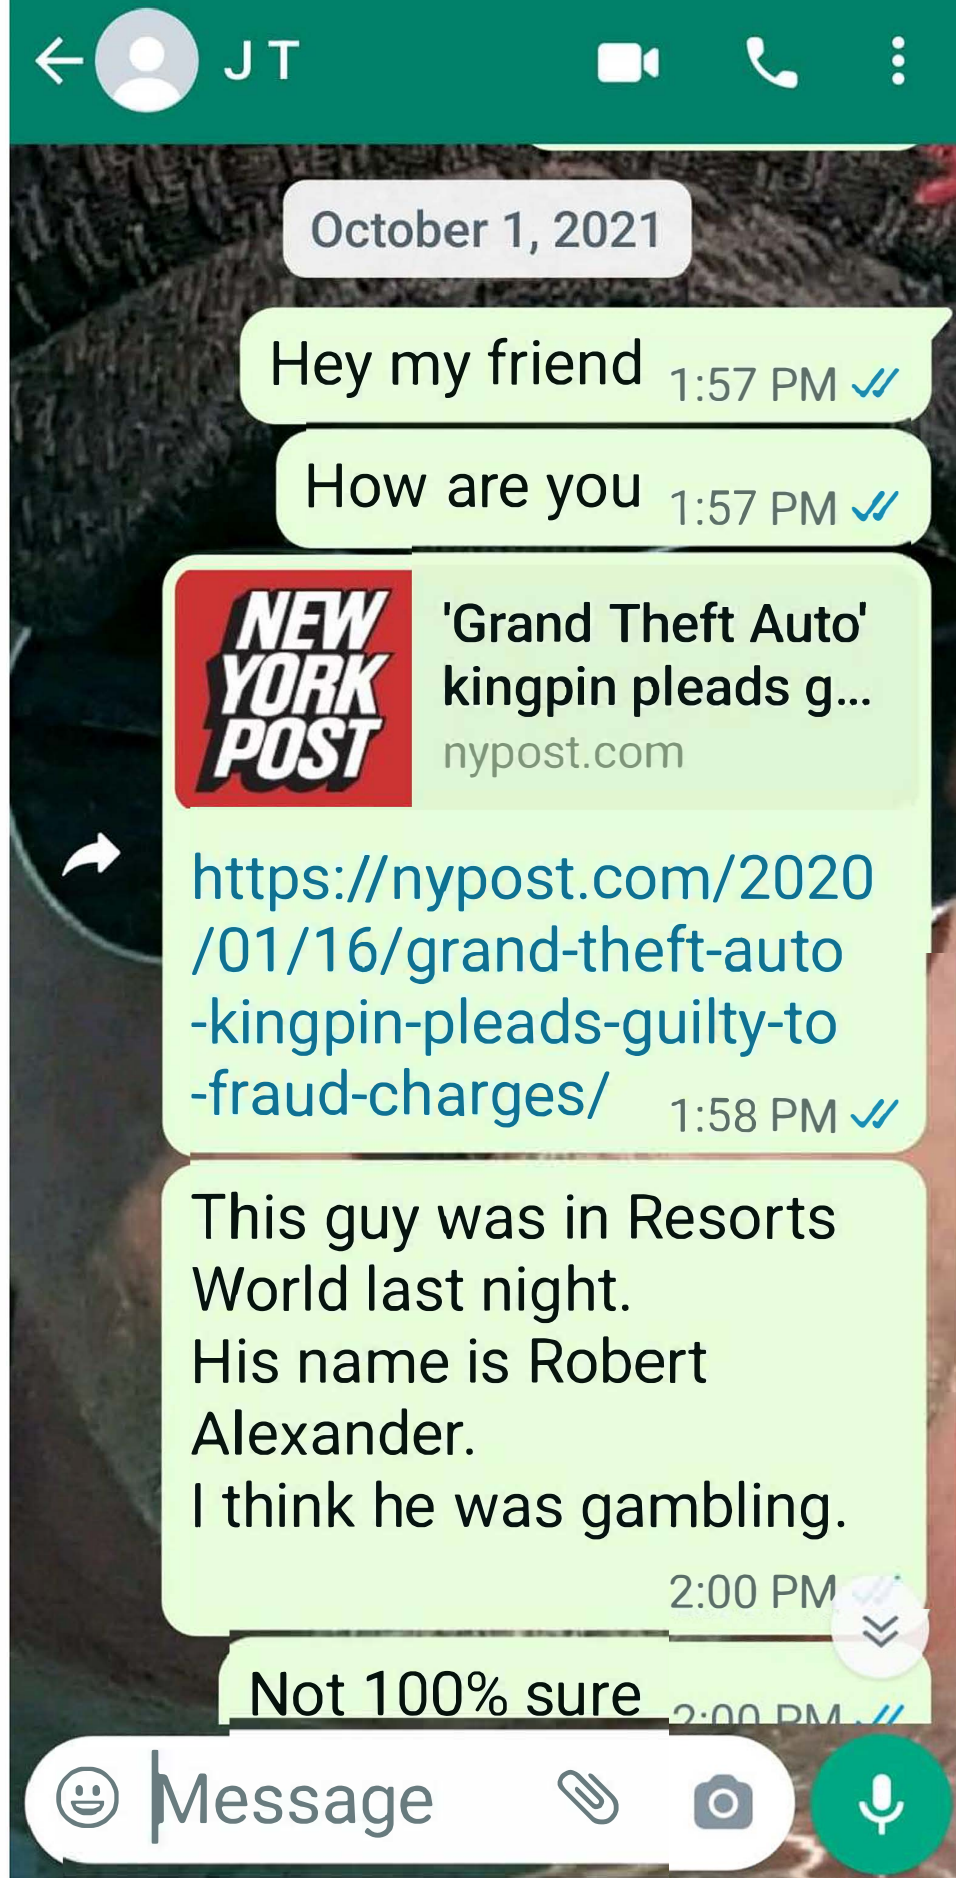 J T
October 1, 2021
Hey my friend 1:57 PM
How are you 1:57 PM
NEW
YORK
POST
'Grand Theft Auto'
kingpin pleads g...
nypost.com
https://nypost.com/2020
/01/16/grand-theft-auto
-kingpin-pleads-guilty-to
-fraud-charges/ 1:58 PM
This guy was in Resorts
World last night.
His name is Robert
Alexander.
I think he was gambling.
2:00 PM
Not 100% sure 2:00 PM
Message